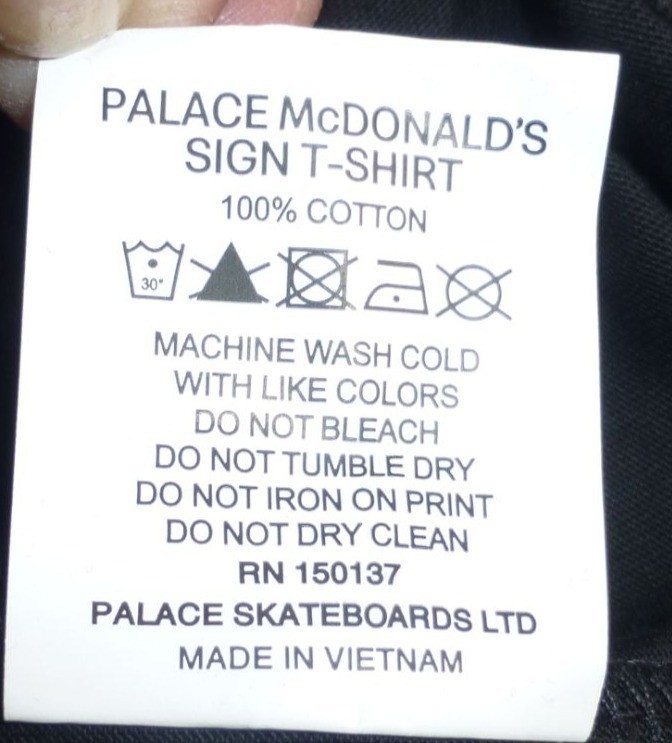 PALACE McDONALD'S
SIGN T-SHIRT
100% COTTON
30°
MACHINE WASH COLD
WITH LIKE COLORS
DO NOT BLEACH
DO NOT TUMBLE DRY
DO NOT IRON ON PRINT
DO NOT DRY CLEAN
RN 150137
PALACE SKATEBOARDS LTD
MADE IN VIETNAM